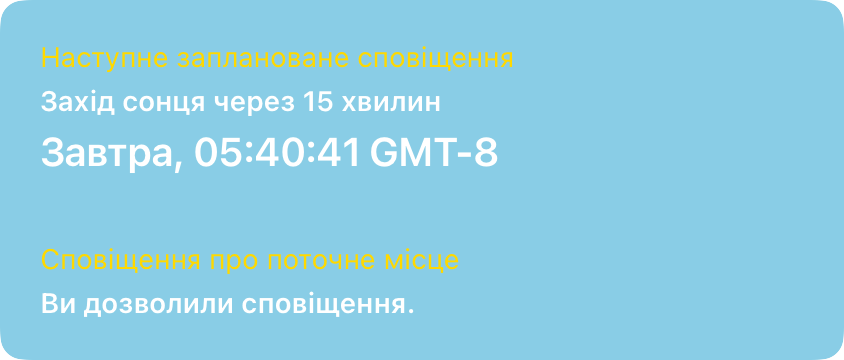 Наступне заплановане сповіщення
Захід сонця через 15 хвилин
Завтра, 05:40:41 GMT-8
Сповіщення про поточне місце
Ви дозволили сповіщення.